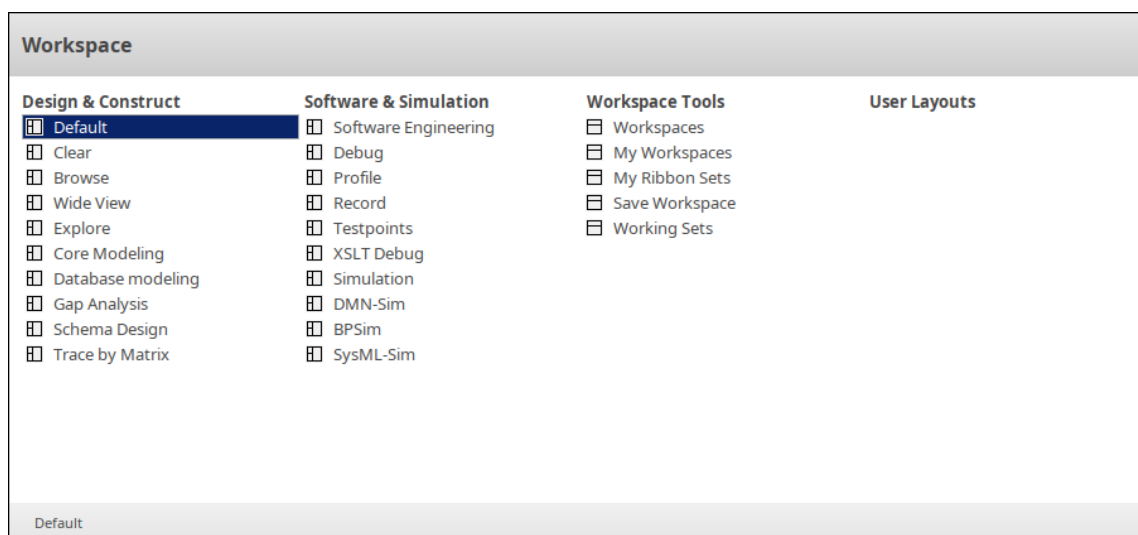 Workspace
Design & Construct
Default
Clear
Browse
Wide View
Explore
Core Modeling
Database modeling
Gap Analysis
Schema Design
Trace by Matrix
Software & Simulation
Software Engineering
Debug
Profile
Record
Testpoints
XSLT Debug
Simulation
DMN-Sim
BPSim
SysML-Sim
Workspace Tools
Workspaces
My Workspaces
My Ribbon Sets
Save Workspace
Working Sets
User Layouts
Default